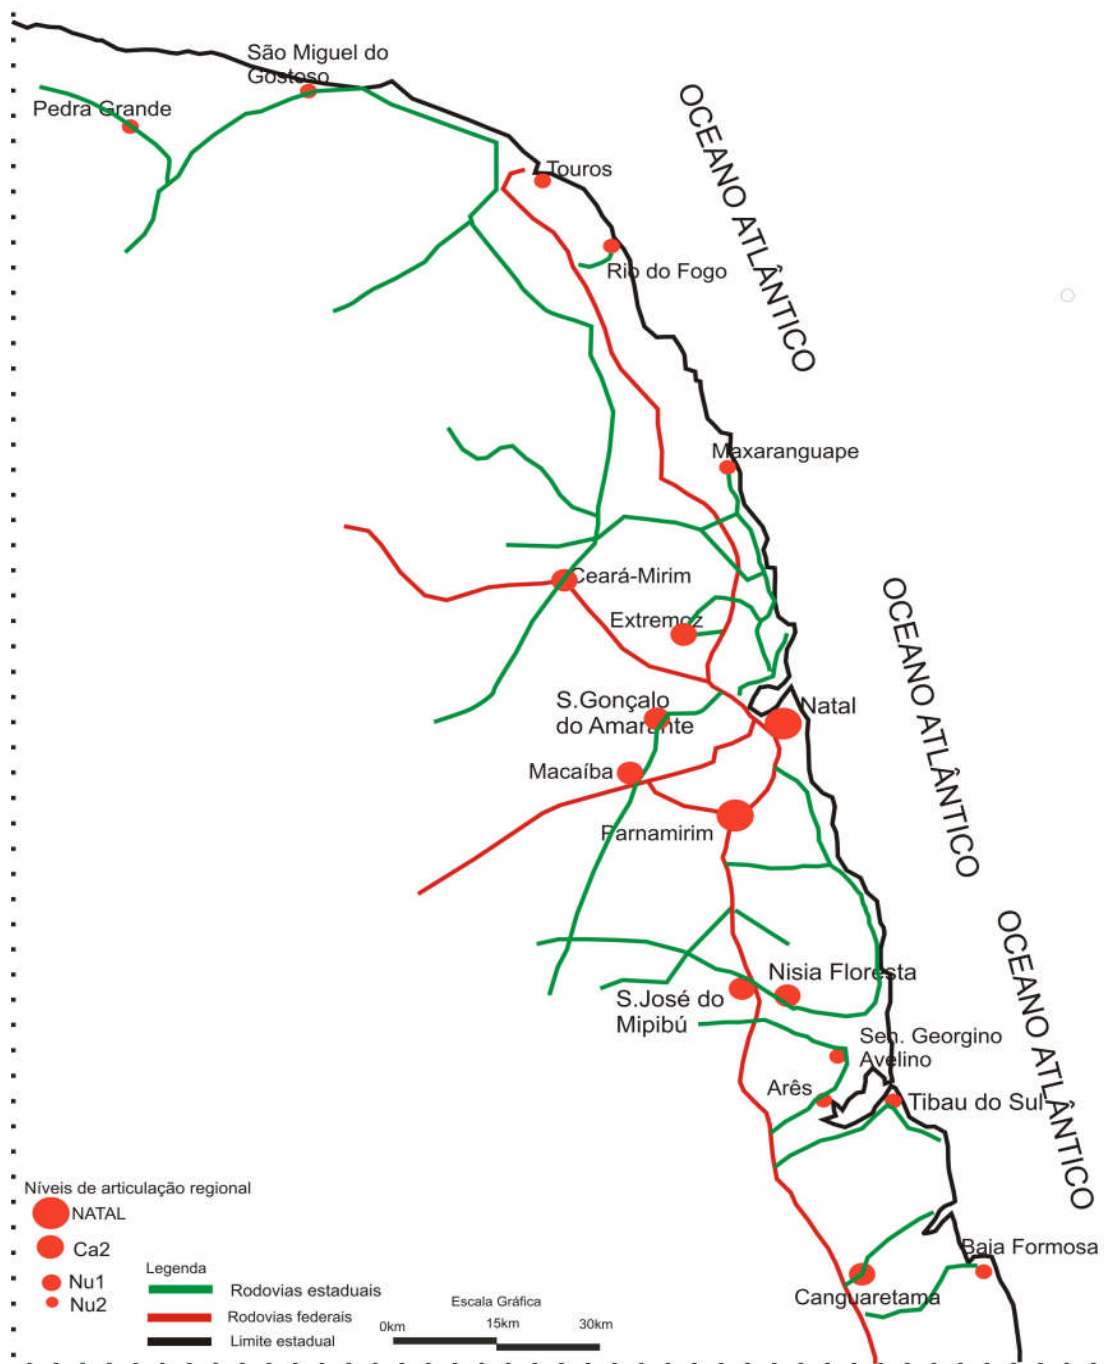 São Miguel do
Gostoso
Pedra Grande
Touros
Rio do Fogo
OCEANO ATLÂNTICO
Maxaranguape
Ceará-Mirim
Extremoz
OCEANO ATLÂNTICO
S.Gonçalo
do Amarante
Natal
Macaíba
Parnamirim
OCEANO ATLÂNTICO
Nisia Floresta
S.José do
Mipibú
Sen. Georgino
Avelino
Arês
Tibau do Sul
Baia Formosa
Canguaretama
Níveis de articulação regional
NATAL
Ca2
Nu1
Nu2
Legenda
Rodovias estaduais
Rodovias federais
Limite estadual
Escala Gráfica
0km 15km 30km